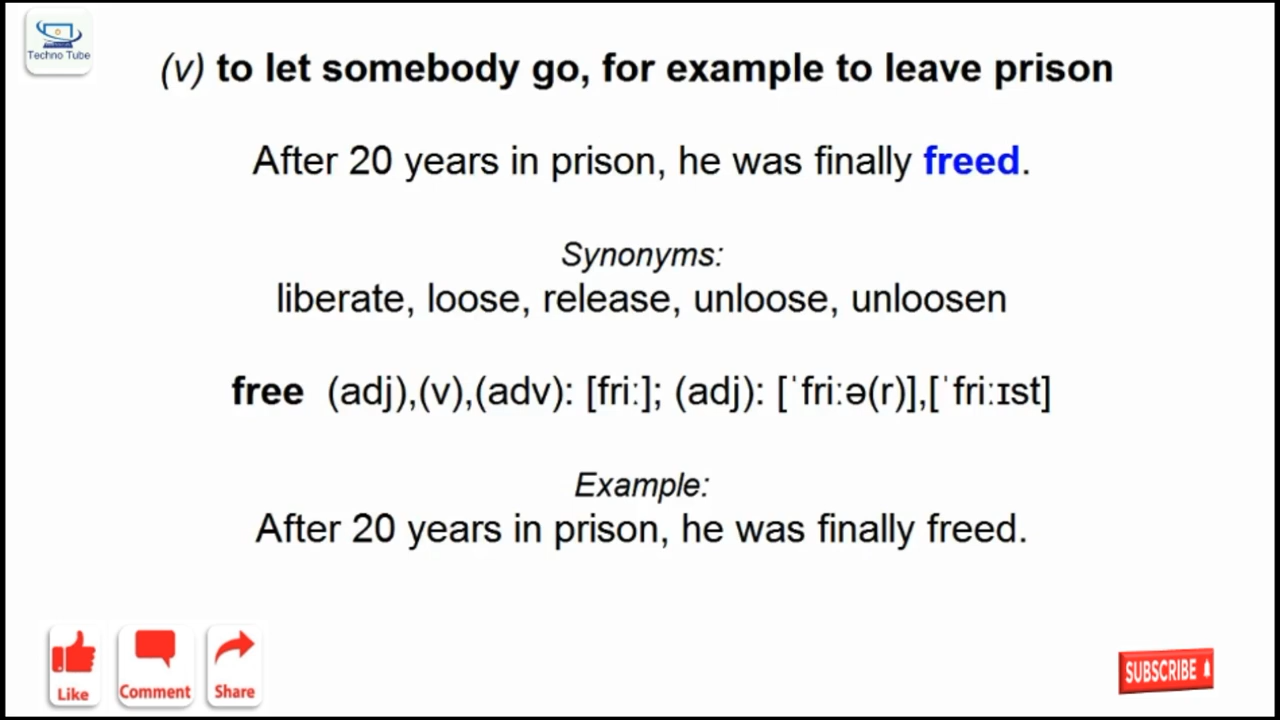 Techno Tube
(v) to let somebody go, for example to leave prison
After 20 years in prison, he was finally freed.
Synonyms:
liberate, loose, release, unloose, unloosen
free (adj),(v),(adv): [friː]; (adj): [ˈfriːə(r)],[ˈfriːɪst]
Example:
After 20 years in prison, he was finally freed.
Like
Comment
Share
SUBSCRIBE